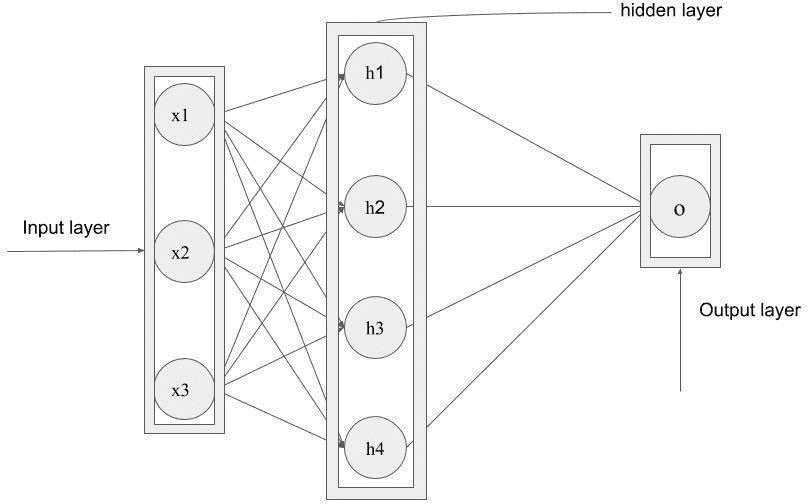 hidden layer
h1
x1
h2
o
Input layer
x2
Output layer
h3
x3
h4